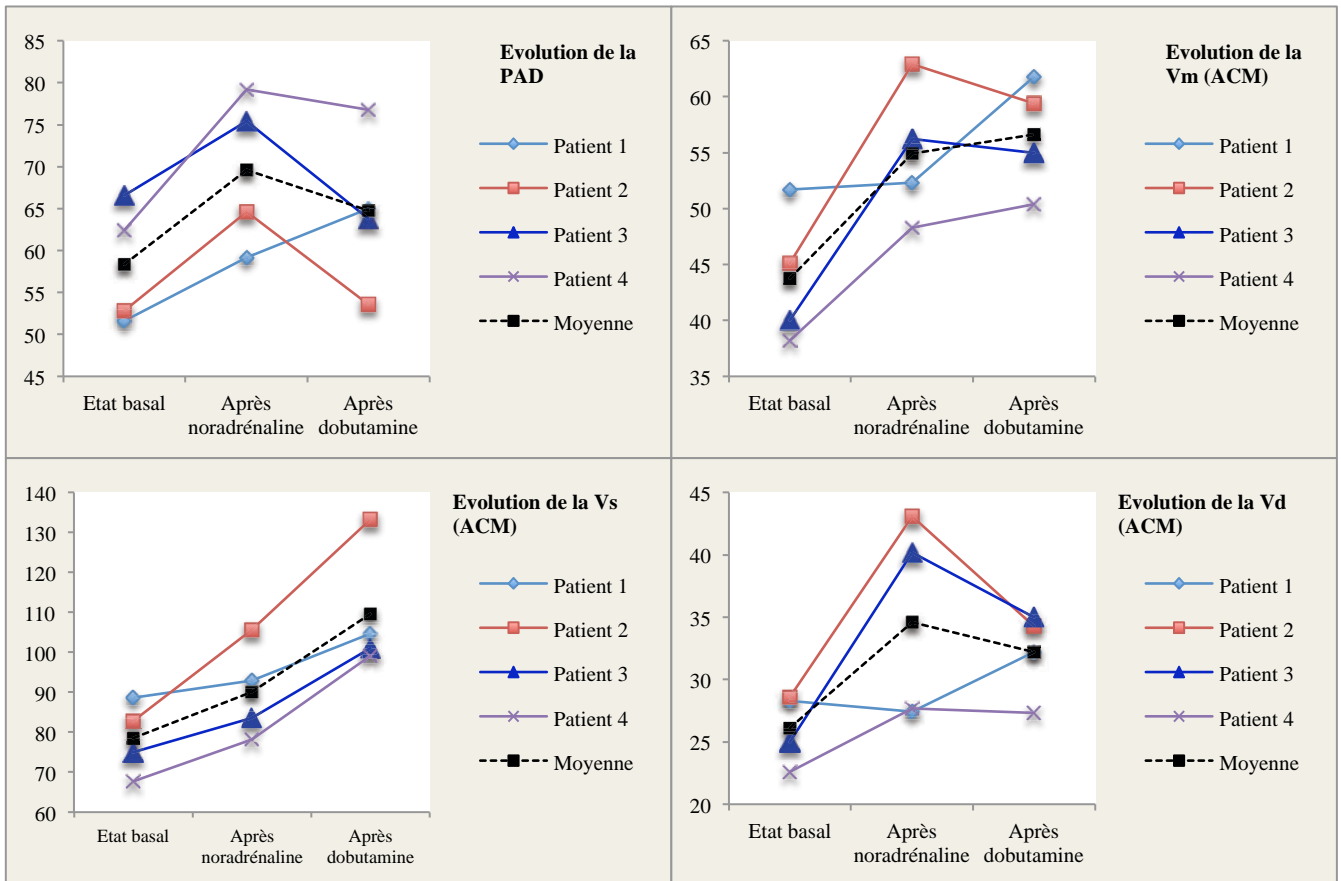 85
80
75
70
65
60
55
50
45
Etat basal
Après
noradrénaline
Après
dobutamine
Evolution de la
PAD
Patient 1
Patient 2
Patient 3
Patient 4
Moyenne
65
60
55
50
45
40
35
Etat basal
Après
noradrénaline
Après
dobutamine
Evolution de la
Vm (ACM)
Patient 1
Patient 2
Patient 3
Patient 4
Moyenne
140
130
120
110
100
90
80
70
60
Etat basal
Après
noradrénaline
Après
dobutamine
Evolution de la Vs
(ACM)
Patient 1
Patient 2
Patient 3
Patient 4
Moyenne
45
40
35
30
25
20
Etat basal
Après
noradrénaline
Après
dobutamine
Evolution de la Vd
(ACM)
Patient 1
Patient 2
Patient 3
Patient 4
Moyenne